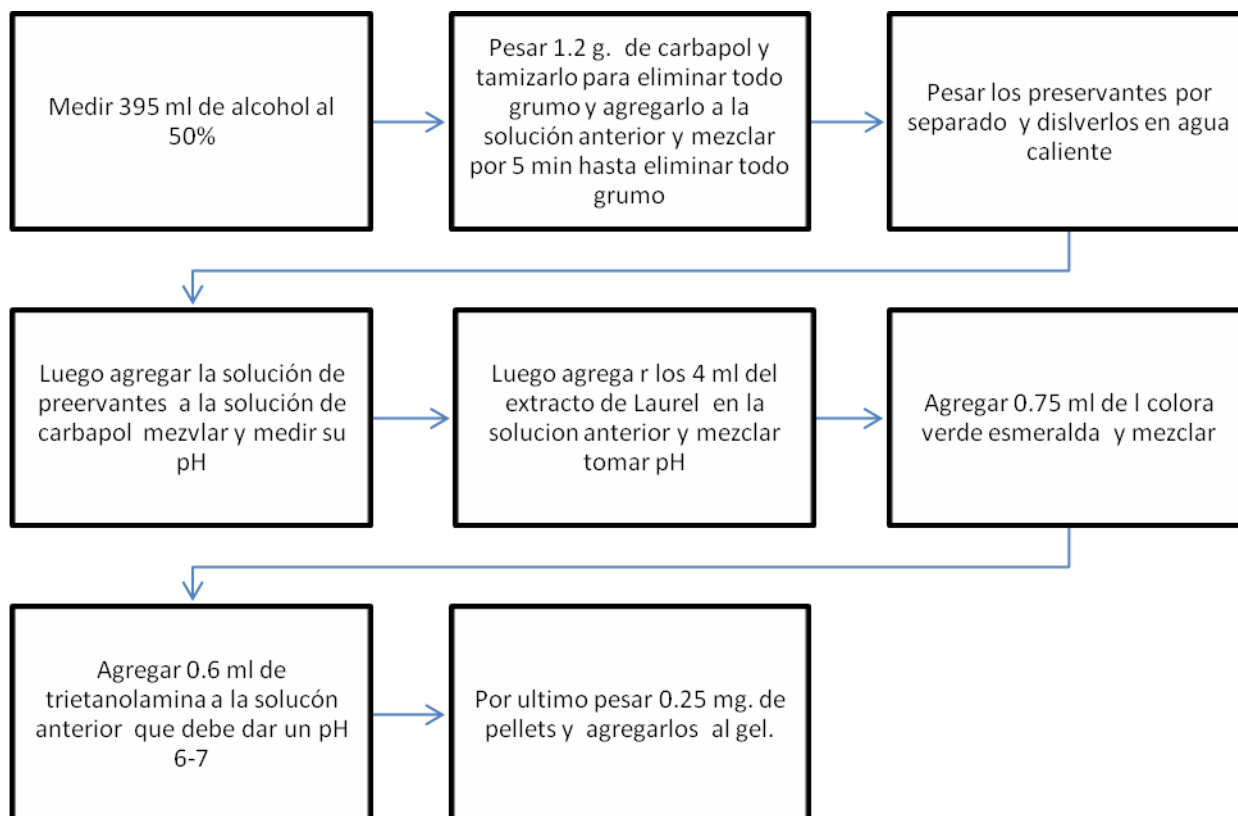 Medir 395 ml de alcohol al
50%
Pesar 1.2 g. de carbapol y
tamizarlo para eliminar todo
grumo y agregarlo a la
solución anterior y mezclar
por 5 min hasta eliminar todo
grumo
Pesar los preservantes por
separado y dislverlos en agua
caliente
Luego agregar la solución de
preervantes a la solución de
carbapol mezvlar y medir su
pH
Luego agrega r los 4 ml del
extracto de Laurel en la
solucion anterior y mezclar
tomar pH
Agregar 0.75 ml de l colora
verde esmeralda y mezclar
Agregar 0.6 ml de
trietanolamina a la solucón
anterior que debe dar un pH
6-7
Por ultimo pesar 0.25 mg. de
pellets y agregarlos al gel.